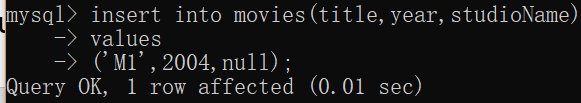 mysql> insert into movies(title,year,studioName)
    -> values
    -> ('M1',2004,null);
Query OK, 1 row affected (0.01 sec)